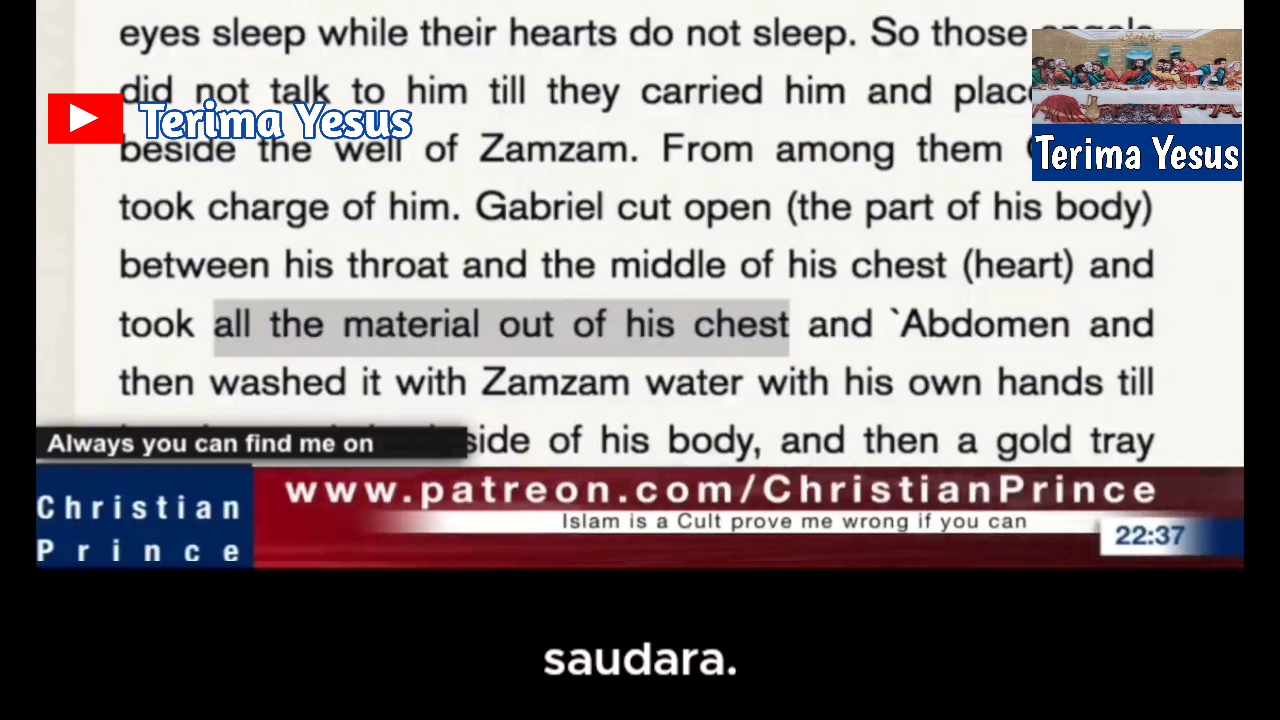 eyes sleep while their hearts do not sleep. So those angels
did not talk to him till they carried him and
Terima Yesus
beside the well of Zamzam. From among them
Terima Yesus
took charge of him. Gabriel cut open (the part of his body)
between his throat and the middle of his chest (heart) and
took all the material out of his chest and `Abdomen and
then washed it with Zamzam water with his own hands till
Always you can find me on
side of his body, and then a gold tray
www.patreon.com/ChristianPrince
Christian
Prince
Islam is a Cult prove me wrong if you can
22:37
saudara.